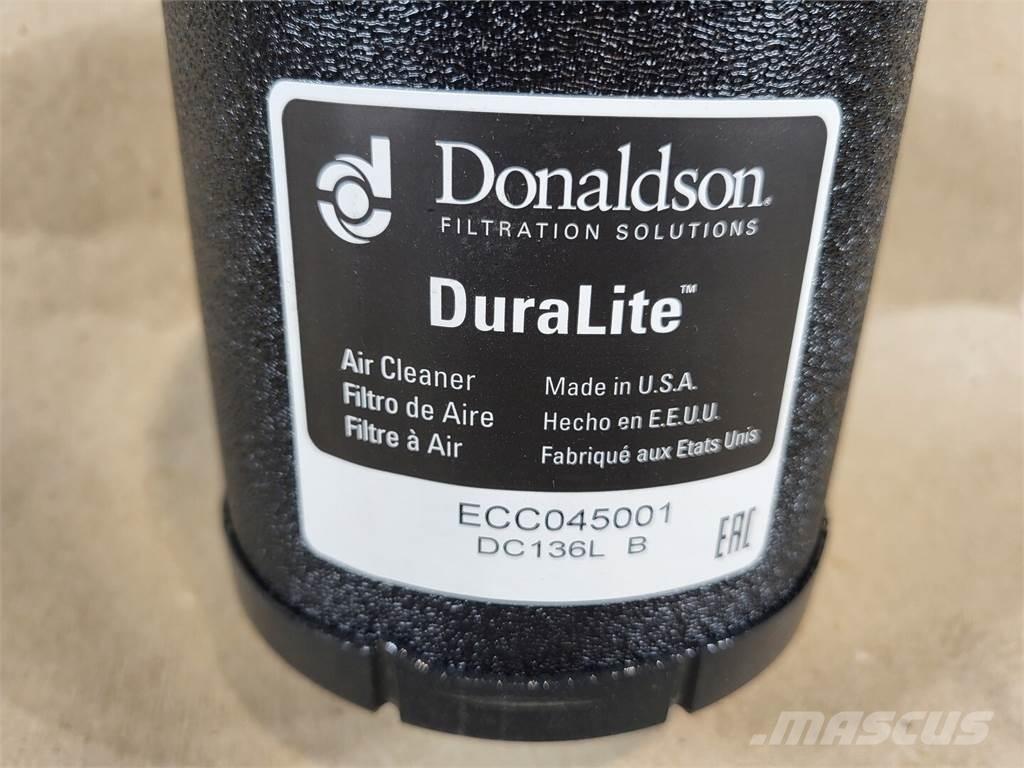 Donaldson.
FILTRATION SOLUTIONS
DuraLite™
Air Cleaner
Filtro de Aire
Filtre à Air
Made in U.S.A.
Hecho en E.E.U.U.
Fabriqué aux Etats Unis
ECC045001
DC136L B
EAC
MASCUS